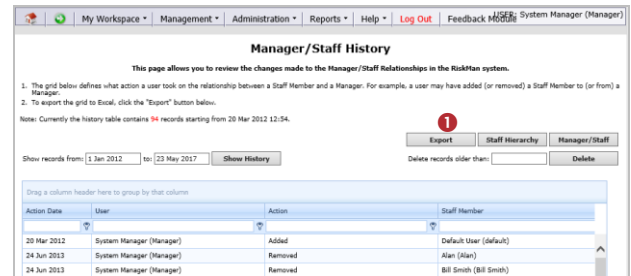 USER: System Manager (Manager)
My Workspace Management Administration Reports Help Log Out Feedback Module
Manager/Staff History
This page allows you to review the changes made to the Manager/Staff Relationships in the RiskMan system.
1. The grid below defines what action a user took on the relationship between a Staff Member and a Manager. For example, a user may have added (or removed) a Staff Member to (or from) a
Manager.
2. To export the grid to Excel, click the "Export" button below.
Note: Currently the history table contains 94 records starting from 20 Mar 2012 12:54.
1
Export Staff Hierarchy Manager/Staff
Show records from: 1 Jan 2012 to: 23 May 2017 Show History Delete records older than: Delete
Drag a column header here to group by that column
Action Date User Action Staff Member
20 Mar 2012 System Manager (Manager) Added Default User (default)
24 Jun 2013 System Manager (Manager) Removed Alan (Alan)
24 Jun 2013 System Manager (Manager) Removed Bill Smith (Bill Smith)